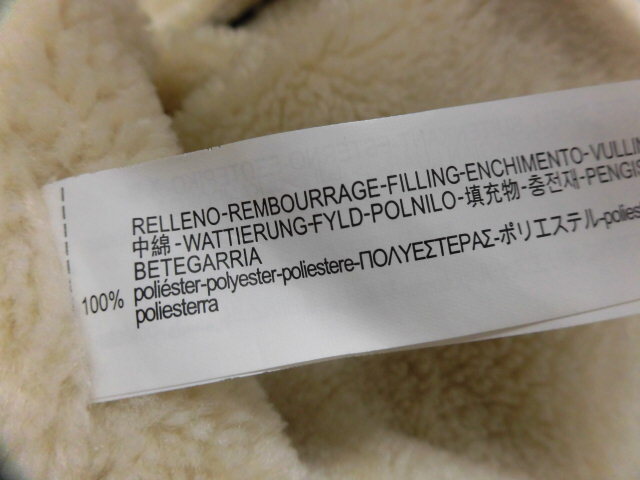 RELLENO-REMBOURRAGE-FILLING-ENCHIMENTO-VULLIN
中綿-WATTIERUNG-FYLD-POLNILO-填充物-충전재-PENGIS
BETEGARRIA
100% poliéster-polyester-poliestere-ΠΟΛΥΕΣΤΕΡΑΣ-ポリエステル-polies
poliesterra